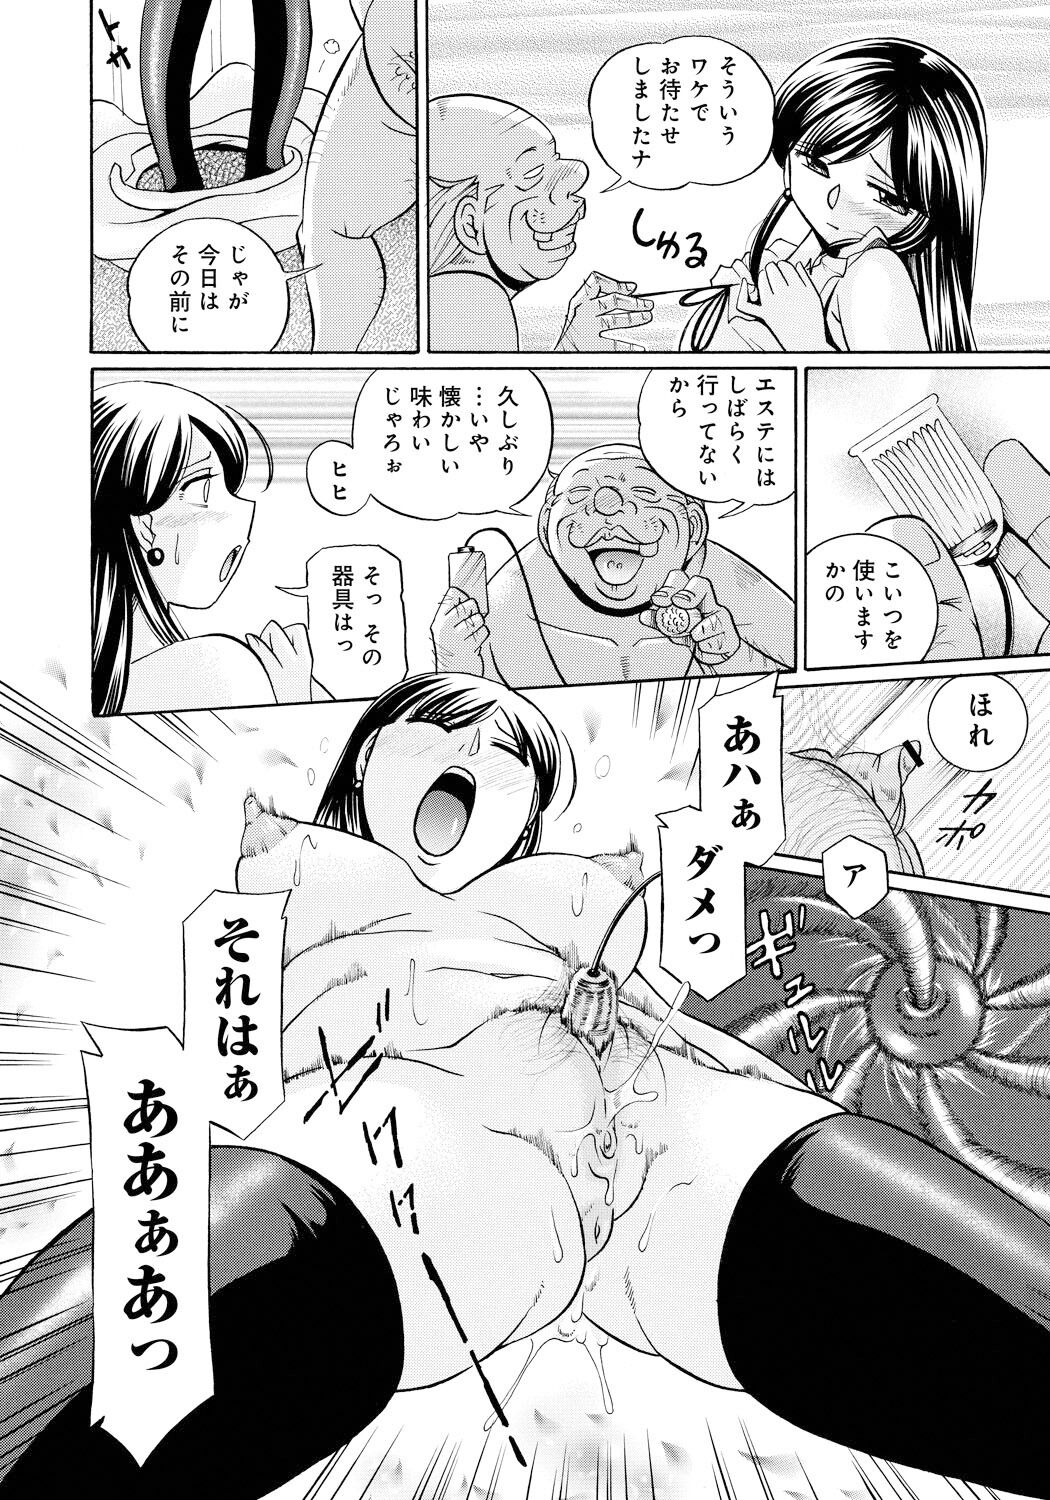 そういう
ワケで
お待たせ
しましたナ
しゅる
トサ
じゃが
今日は
その前に
こいつを
使います
かの
エステには
しばらく
行ってない
から
久しぶり
…いや
懐かしい
味わい
じゃろぉ
ヒヒ
そっ その
器具はっ
ほれ
カポ
ア
ギュルルル
あハぁ
ダメっ
それはぁ
ああぁあっ